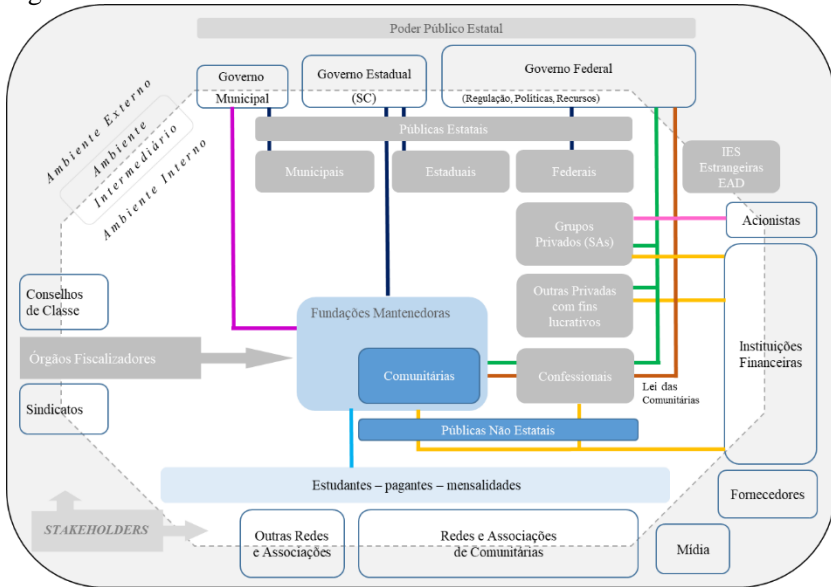 Poder Público Estatal
Governo
Municipal
Governo Estadual
(SC)
Governo Federal
(Regulação, Políticas, Recursos)
Ambiente Externo
Ambiente
Intermediário
Ambiente Interno
Públicas Estatais
Municipais
Estaduais
Federais
IES
Estrangeiras
EAD
Grupos
Privados (SAs)
Acionistas
Outras Privadas
com fins
lucrativos
Instituições
Financeiras
Conselhos
de Classe
Órgãos Fiscalizadores
Sindicatos
Fundações Mantenedoras
Comunitárias
Confessionais
Lei das
Comunitárias
Públicas Não Estatais
Estudantes – pagantes – mensalidades
Fornecedores
STAKEHOLDERS
Outras Redes
e Associações
Redes e Associações
de Comunitárias
Mídia